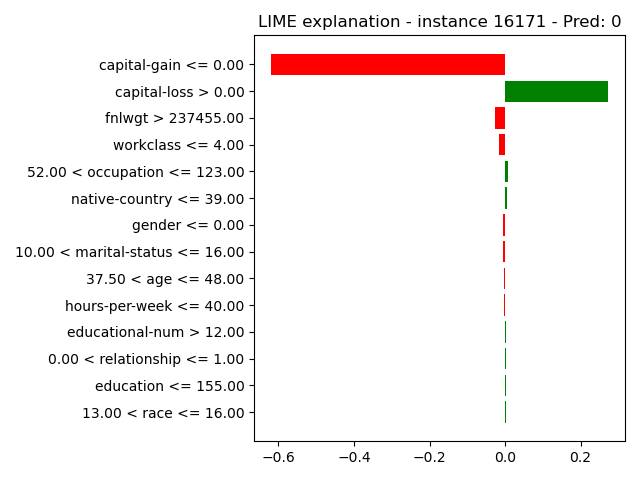 LIME explanation - instance 16171 - Pred: 0
capital-gain <= 0.00
capital-loss > 0.00
fnlwgt > 237455.00
workclass <= 4.00
52.00 < occupation <= 123.00
native-country <= 39.00
gender <= 0.00
10.00 < marital-status <= 16.00
37.50 < age <= 48.00
hours-per-week <= 40.00
educational-num > 12.00
0.00 < relationship <= 1.00
education <= 155.00
13.00 < race <= 16.00
−0.6 −0.4 −0.2 0.0 0.2